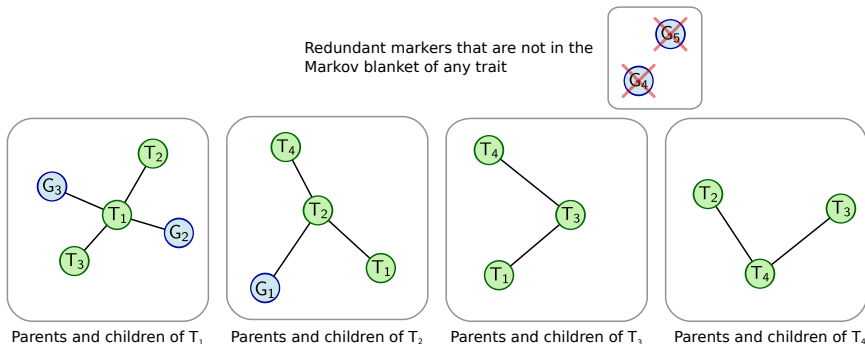 Redundant markers that are not in the
Markov blanket of any trait
G₅
G₄
T₂
G₃
T₁
G₂
T₃
Parents and children of T₁
T₄
T₂
T₁
G₁
Parents and children of T₂
T₄
T₃
T₁
Parents and children of T₃
T₂
T₃
T₄
Parents and children of T₄